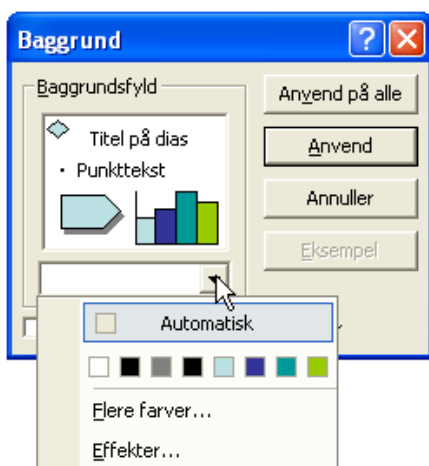 Baggrund
Baggrundsfyld
Titel på dias
• Punkttekst
Anvend på alle
Anvend
Annuller
Eksempel
Automatisk
Flere farver...
Effekter...